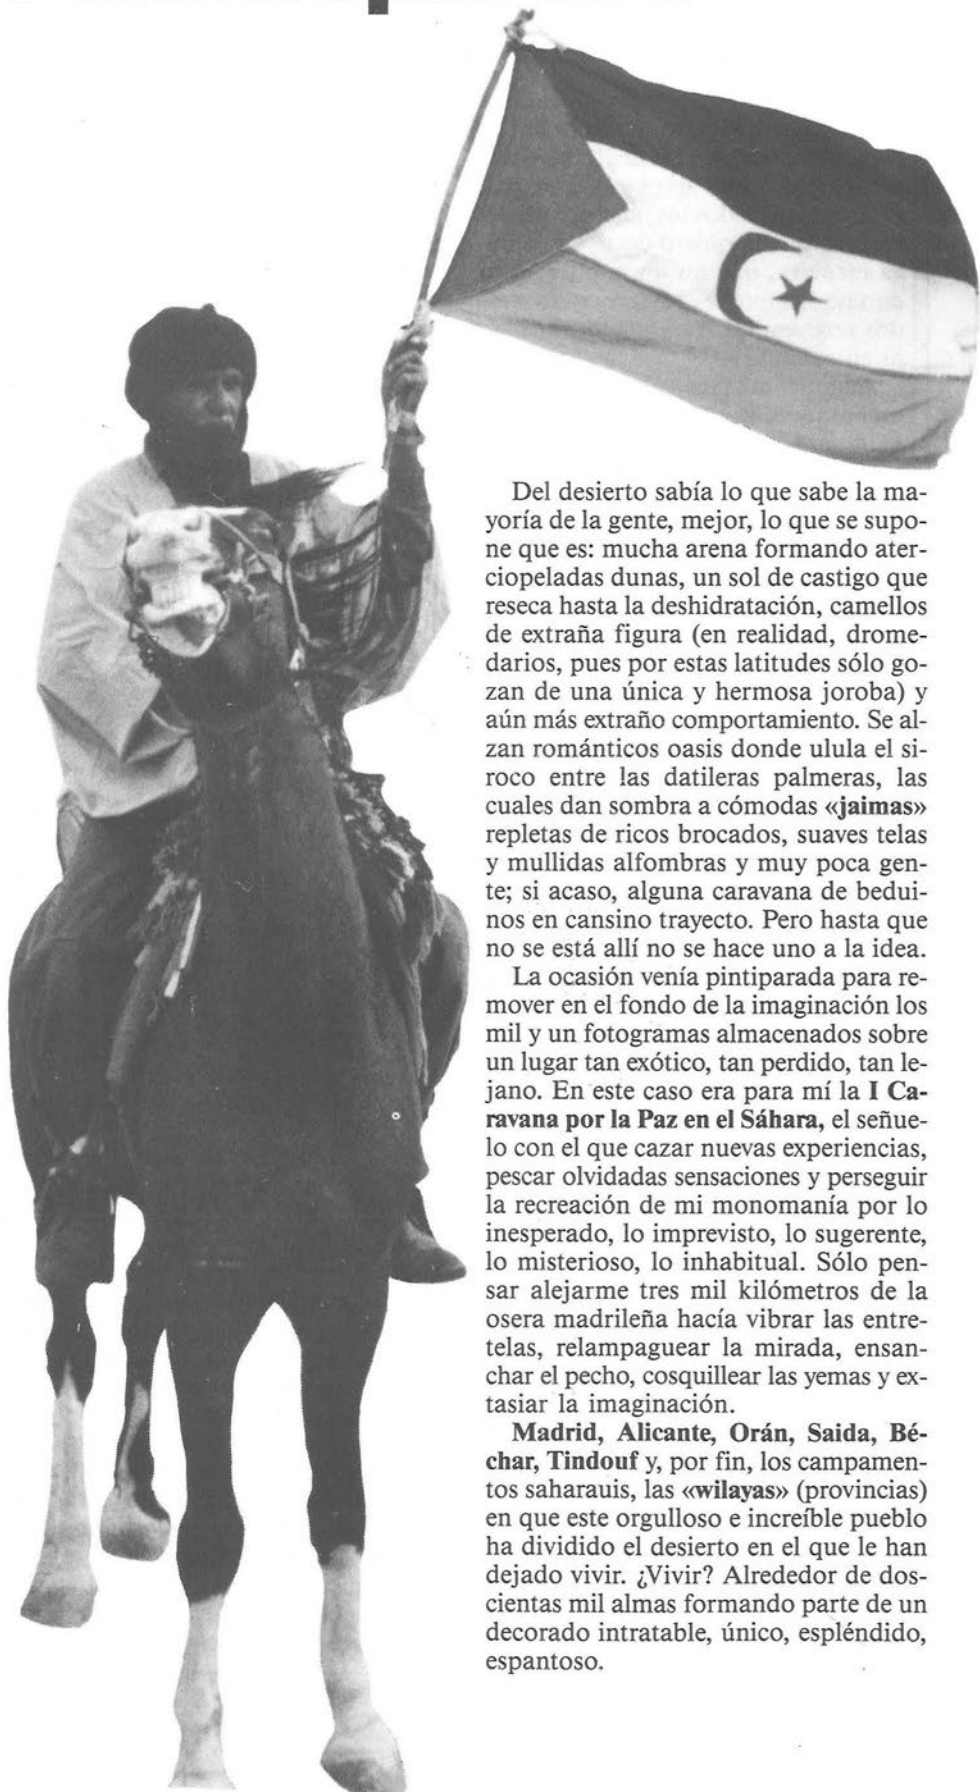 Del desierto sabía lo que sabe la ma-
yoría de la gente, mejor, lo que se supo-
ne que es: mucha arena formando ater-
ciopeladas dunas, un sol de castigo que
reseca hasta la deshidratación, camellos
de extraña figura (en realidad, drome-
darios, pues por estas latitudes sólo go-
zan de una única y hermosa joroba) y
aún más extraño comportamiento. Se al-
zan románticos oasis donde ulula el si-
roco entre las datileras palmeras, las
cuales dan sombra a cómodas «jaimas»
repletas de ricos brocados, suaves telas
y mullidas alfombras y muy poca gen-
te; si acaso, alguna caravana de bedui-
nos en cansino trayecto. Pero hasta que
no se está allí no se hace uno a la idea.
La ocasión venía pintiparada para re-
mover en el fondo de la imaginación los
mil y un fotogramas almacenados sobre
un lugar tan exótico, tan perdido, tan le-
jano. En este caso era para mí la I Ca-
ravana por la Paz en el Sáhara, el señue-
lo con el que cazar nuevas experiencias,
pescar olvidadas sensaciones y perseguir
la recreación de mi monomanía por lo
inesperado, lo imprevisto, lo sugerente,
lo misterioso, lo inhabitual. Sólo pen-
sar alejarme tres mil kilómetros de la
osera madrileña hacía vibrar las entre-
telas, relampaguear la mirada, ensan-
char el pecho, cosquillear las yemas y ex-
tasiar la imaginación.
Madrid, Alicante, Orán, Saida, Bé-
char, Tindouf y, por fin, los campamen-
tos saharauis, las «wilayas» (provincias)
en que este orgulloso e increíble pueblo
ha dividido el desierto en el que le han
dejado vivir. ¿Vivir? Alrededor de dos-
cientas mil almas formando parte de un
decorado intratable, único, espléndido,
espantoso.